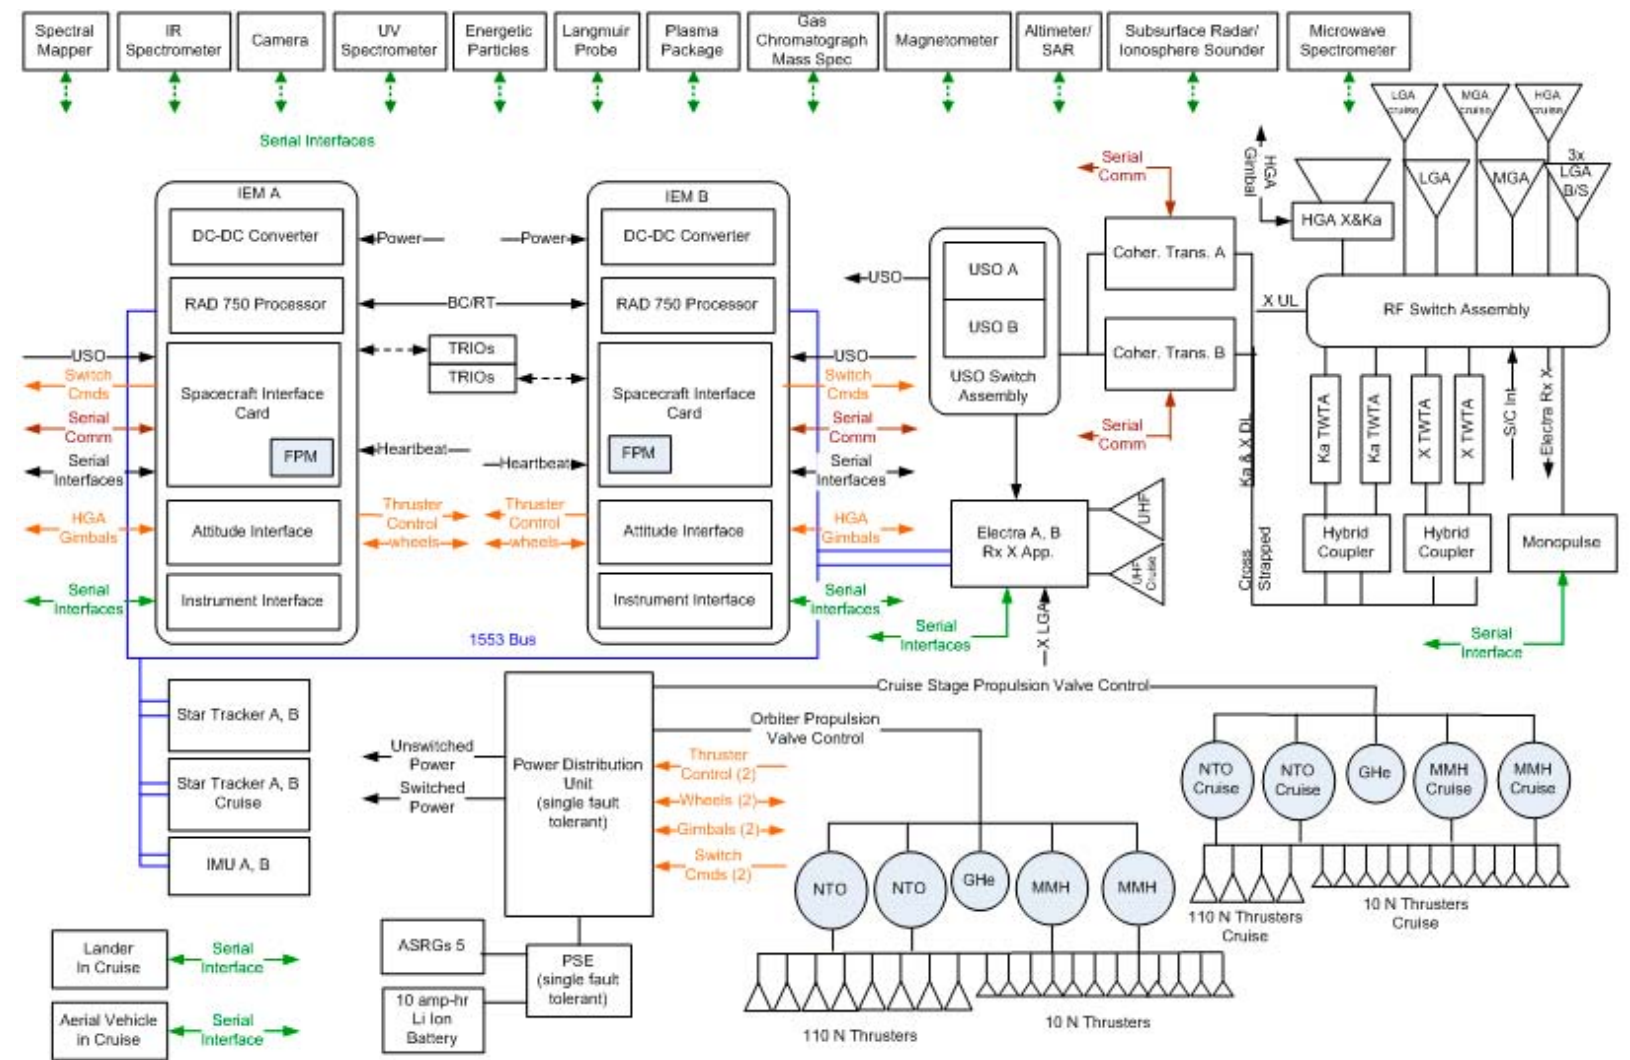 Spectral
Mapper
IR
Spectrometer
Camera
UV
Spectrometer
Energetic
Particles
Langmuir
Probe
Plasma
Package
Gas
Chromatograph
Mass Spec
Magnetometer
Altimeter/
SAR
Subsurface Radar/
Ionosphere Sounder
Microwave
Spectrometer
Serial Interfaces
LGA
cruise
MGA
cruise
HGA
cruise
HGA
Gimbal
HGA X&Ka
LGA
MGA
3x
LGA
B/S
RF Switch Assembly
X UL
IEM A
DC-DC Converter
RAD 750 Processor
Spacecraft Interface
Card
FPM
Attitude Interface
Instrument Interface
IEM B
DC-DC Converter
RAD 750 Processor
Spacecraft Interface
Card
FPM
Attitude Interface
Instrument Interface
Power
Power
BC/RT
TRIOs
TRIOs
Heartbeat
Heartbeat
Thruster
Control
wheels
Thruster
Control
wheels
USO
Switch
Cmds
Serial
Comm
Serial
Interfaces
HGA
Gimbals
Serial
Interfaces
USO
Switch
Cmds
Serial
Comm
Serial
Interfaces
HGA
Gimbals
Serial
Interfaces
1553 Bus
USO
USO A
USO B
USO Switch
Assembly
Serial
Comm
Coher. Trans. A
Coher. Trans. B
Serial
Comm
Electra A, B
Rx X App.
UHF
UHF
Cruise
Serial
Interfaces
X LGA
Ka & X DL
Cross
Strapped
Ka TWTA
Ka TWTA
X TWTA
X TWTA
S/C Int
Electra Rx X
Hybrid
Coupler
Hybrid
Coupler
Monopulse
Serial
Interface
Star Tracker A, B
Star Tracker A, B
Cruise
IMU A, B
Lander
In Cruise
Serial
Interface
Aerial Vehicle
in Cruise
Serial
Interface
Unswitched
Power
Switched
Power
Power Distribution
Unit
(single fault
tolerant)
ASRGs 5
10 amp-hr
Li Ion
Battery
PSE
(single fault
tolerant)
Cruise Stage Propulsion Valve Control
Orbiter Propulsion
Valve Control
Thruster
Control (2)
Wheels (2)
Gimbals (2)
Switch
Cmds (2)
NTO
NTO
GHe
MMH
MMH
110 N Thrusters
10 N Thrusters
NTO
Cruise
NTO
Cruise
GHe
MMH
Cruise
MMH
Cruise
110 N Thrusters
Cruise
10 N Thrusters
Cruise